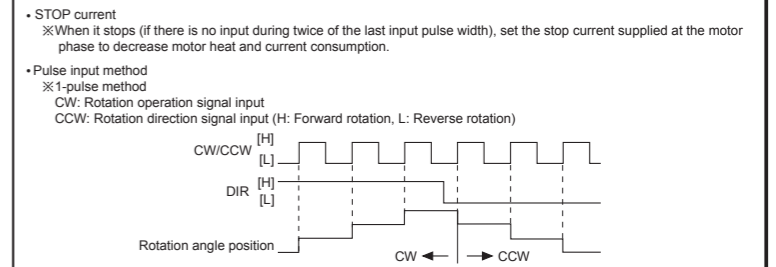 • STOP current
※When it stops (if there is no input during twice of the last input pulse width), set the stop current supplied at the motor
phase to decrease motor heat and current consumption.
• Pulse input method
※1-pulse method
CW: Rotation operation signal input
CCW: Rotation direction signal input (H: Forward rotation, L: Reverse rotation)
CW/CCW [H]
[L]
DIR [H]
[L]
Rotation angle position
CW CCW